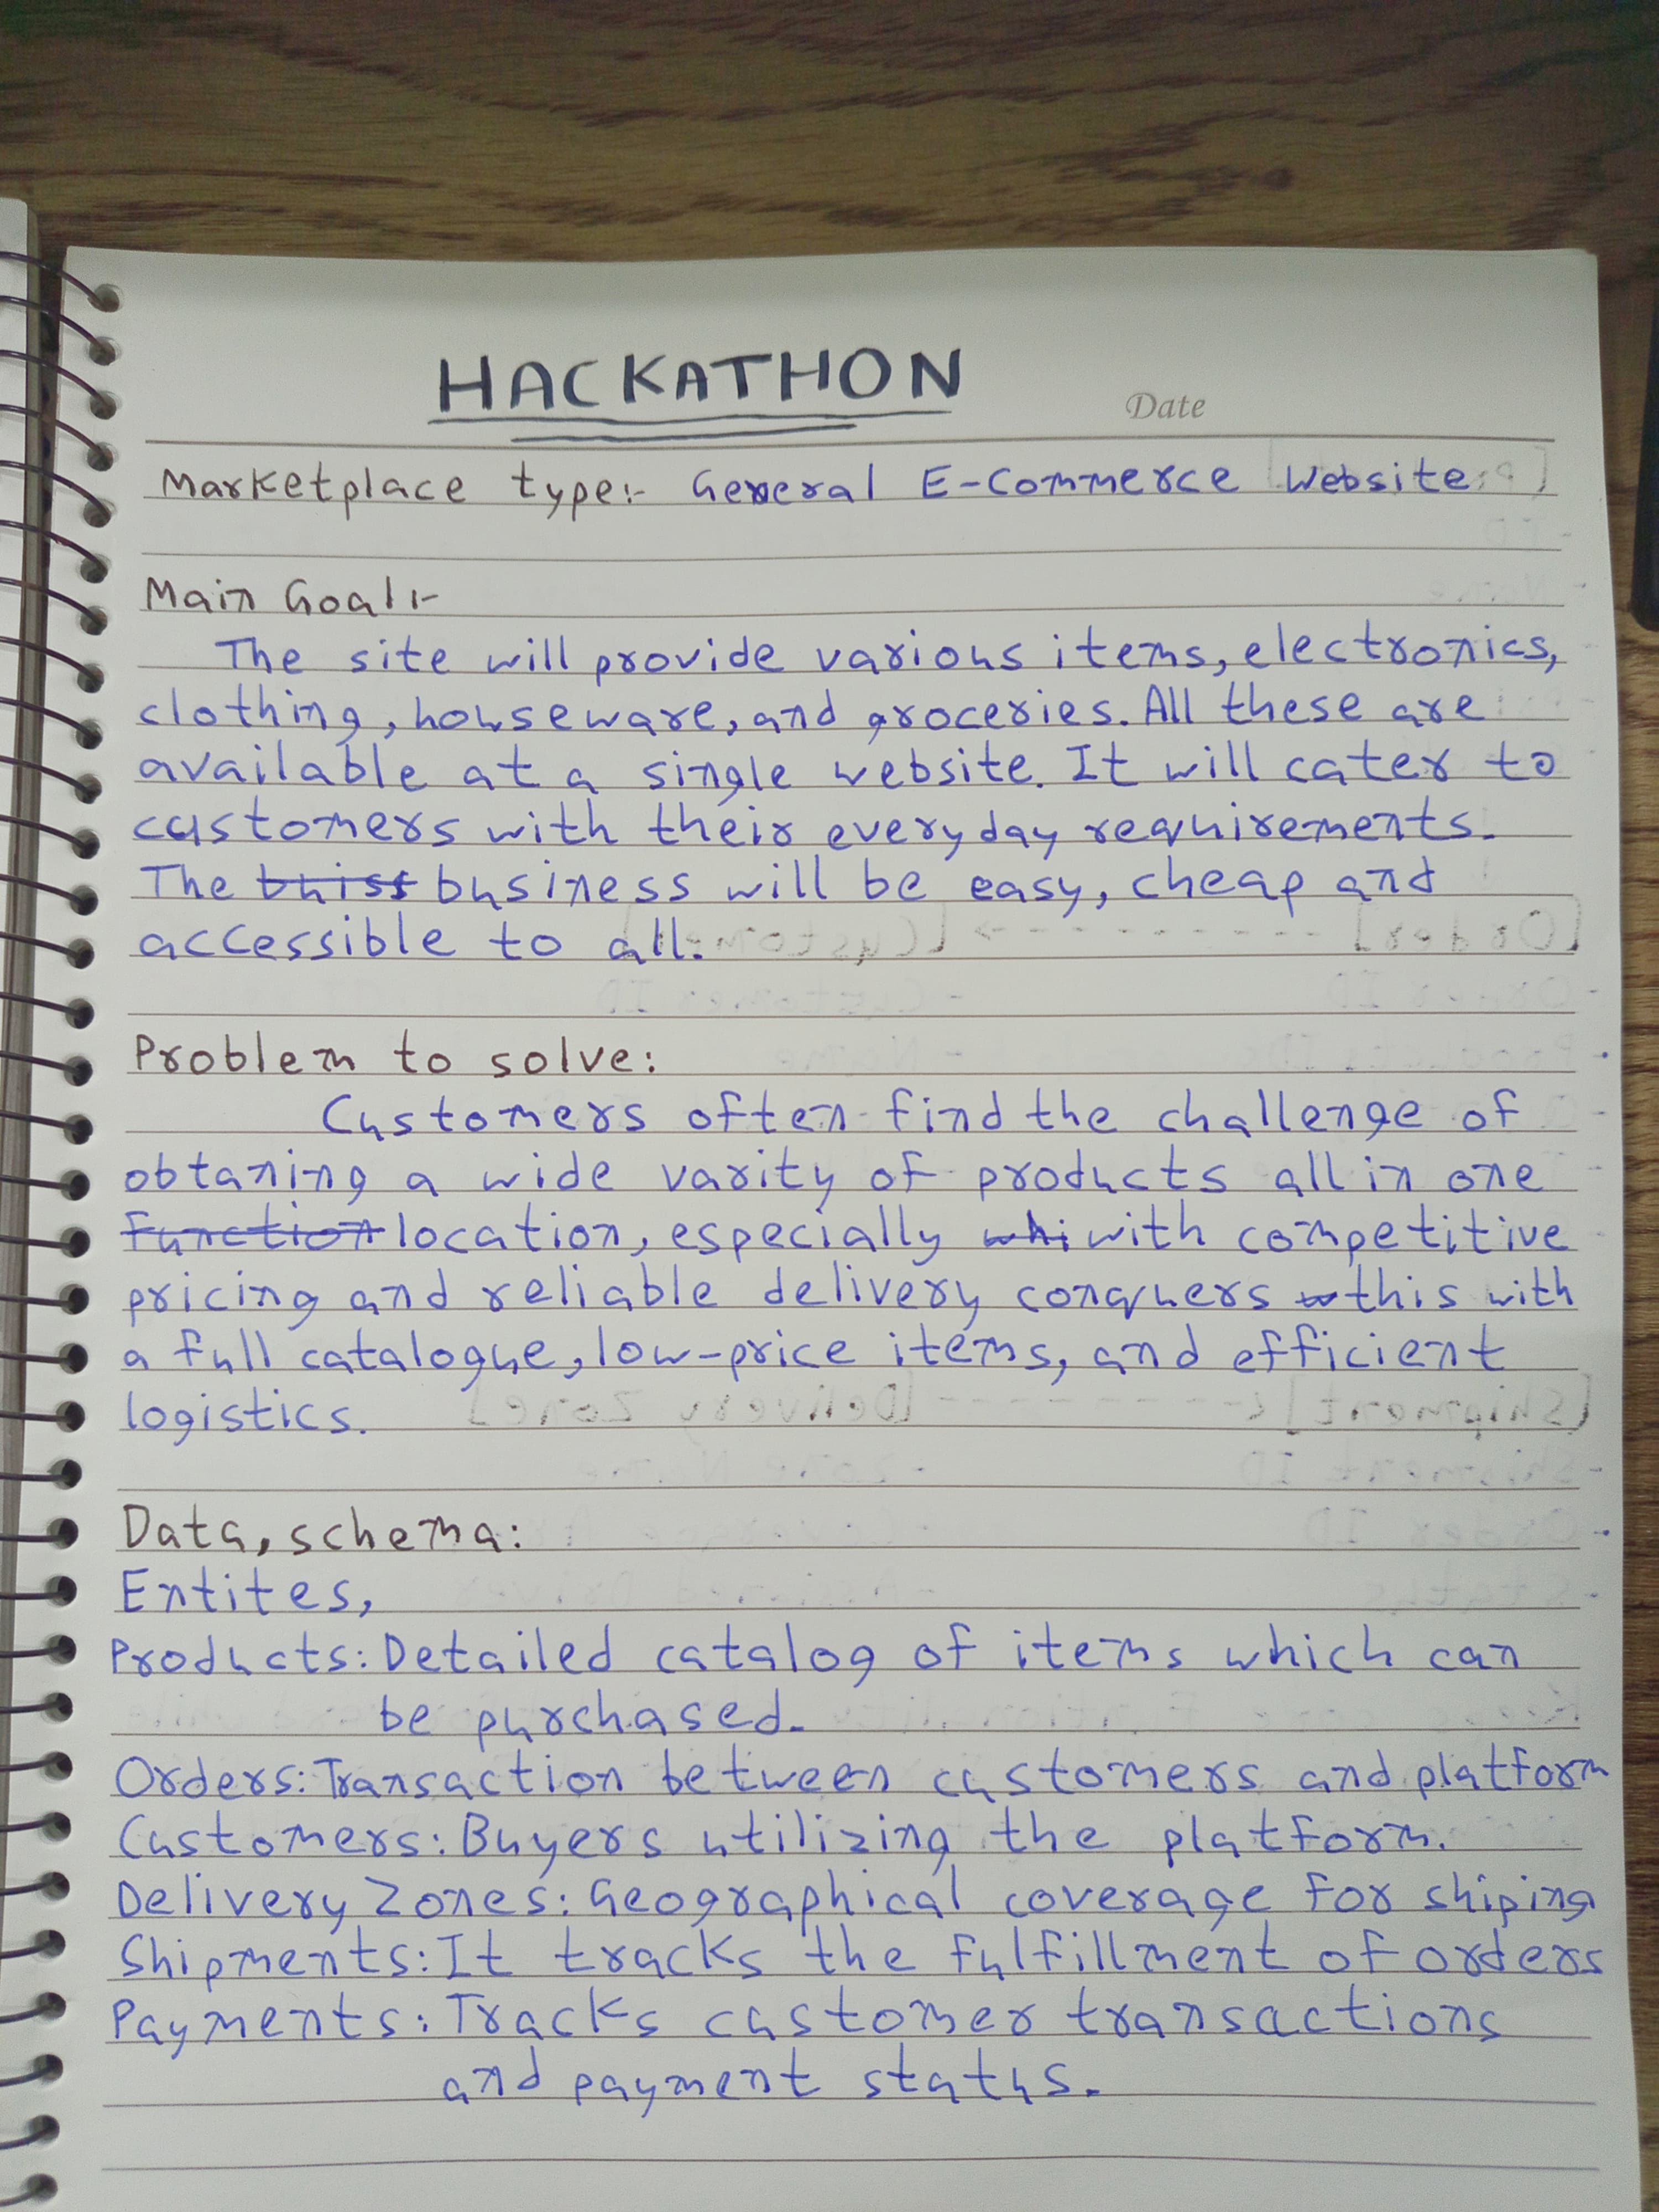 HACKATHON
Date
Marketplace type:- General E-Commerce Website
Main Goal:-
The site will provide various items, electronics,
clothing, houseware, and groceries. All these are
available at a single website. It will cater to
customers with their everyday requirements.
The buiss business will be easy, cheap and
accessible to all.
Problem to solve:
Customers often find the challenge of
obtaning a wide varity of products all in one
function location, especially whi with competitive
pricing and reliable delivery conquers this with
a full catalogue, low-price items, and efficient
logistics.
Data, schema:
Entites,
Products: Detailed catalog of items which can
be purchased.
Orders: Transaction between customers and platform
Customers: Buyers utilizing the platform.
Delivery Zones: Geographical coverage for shiping.
Shipments: It tracks the fulfillment of orders
Payments: Tracks customer transactions
and payment status.